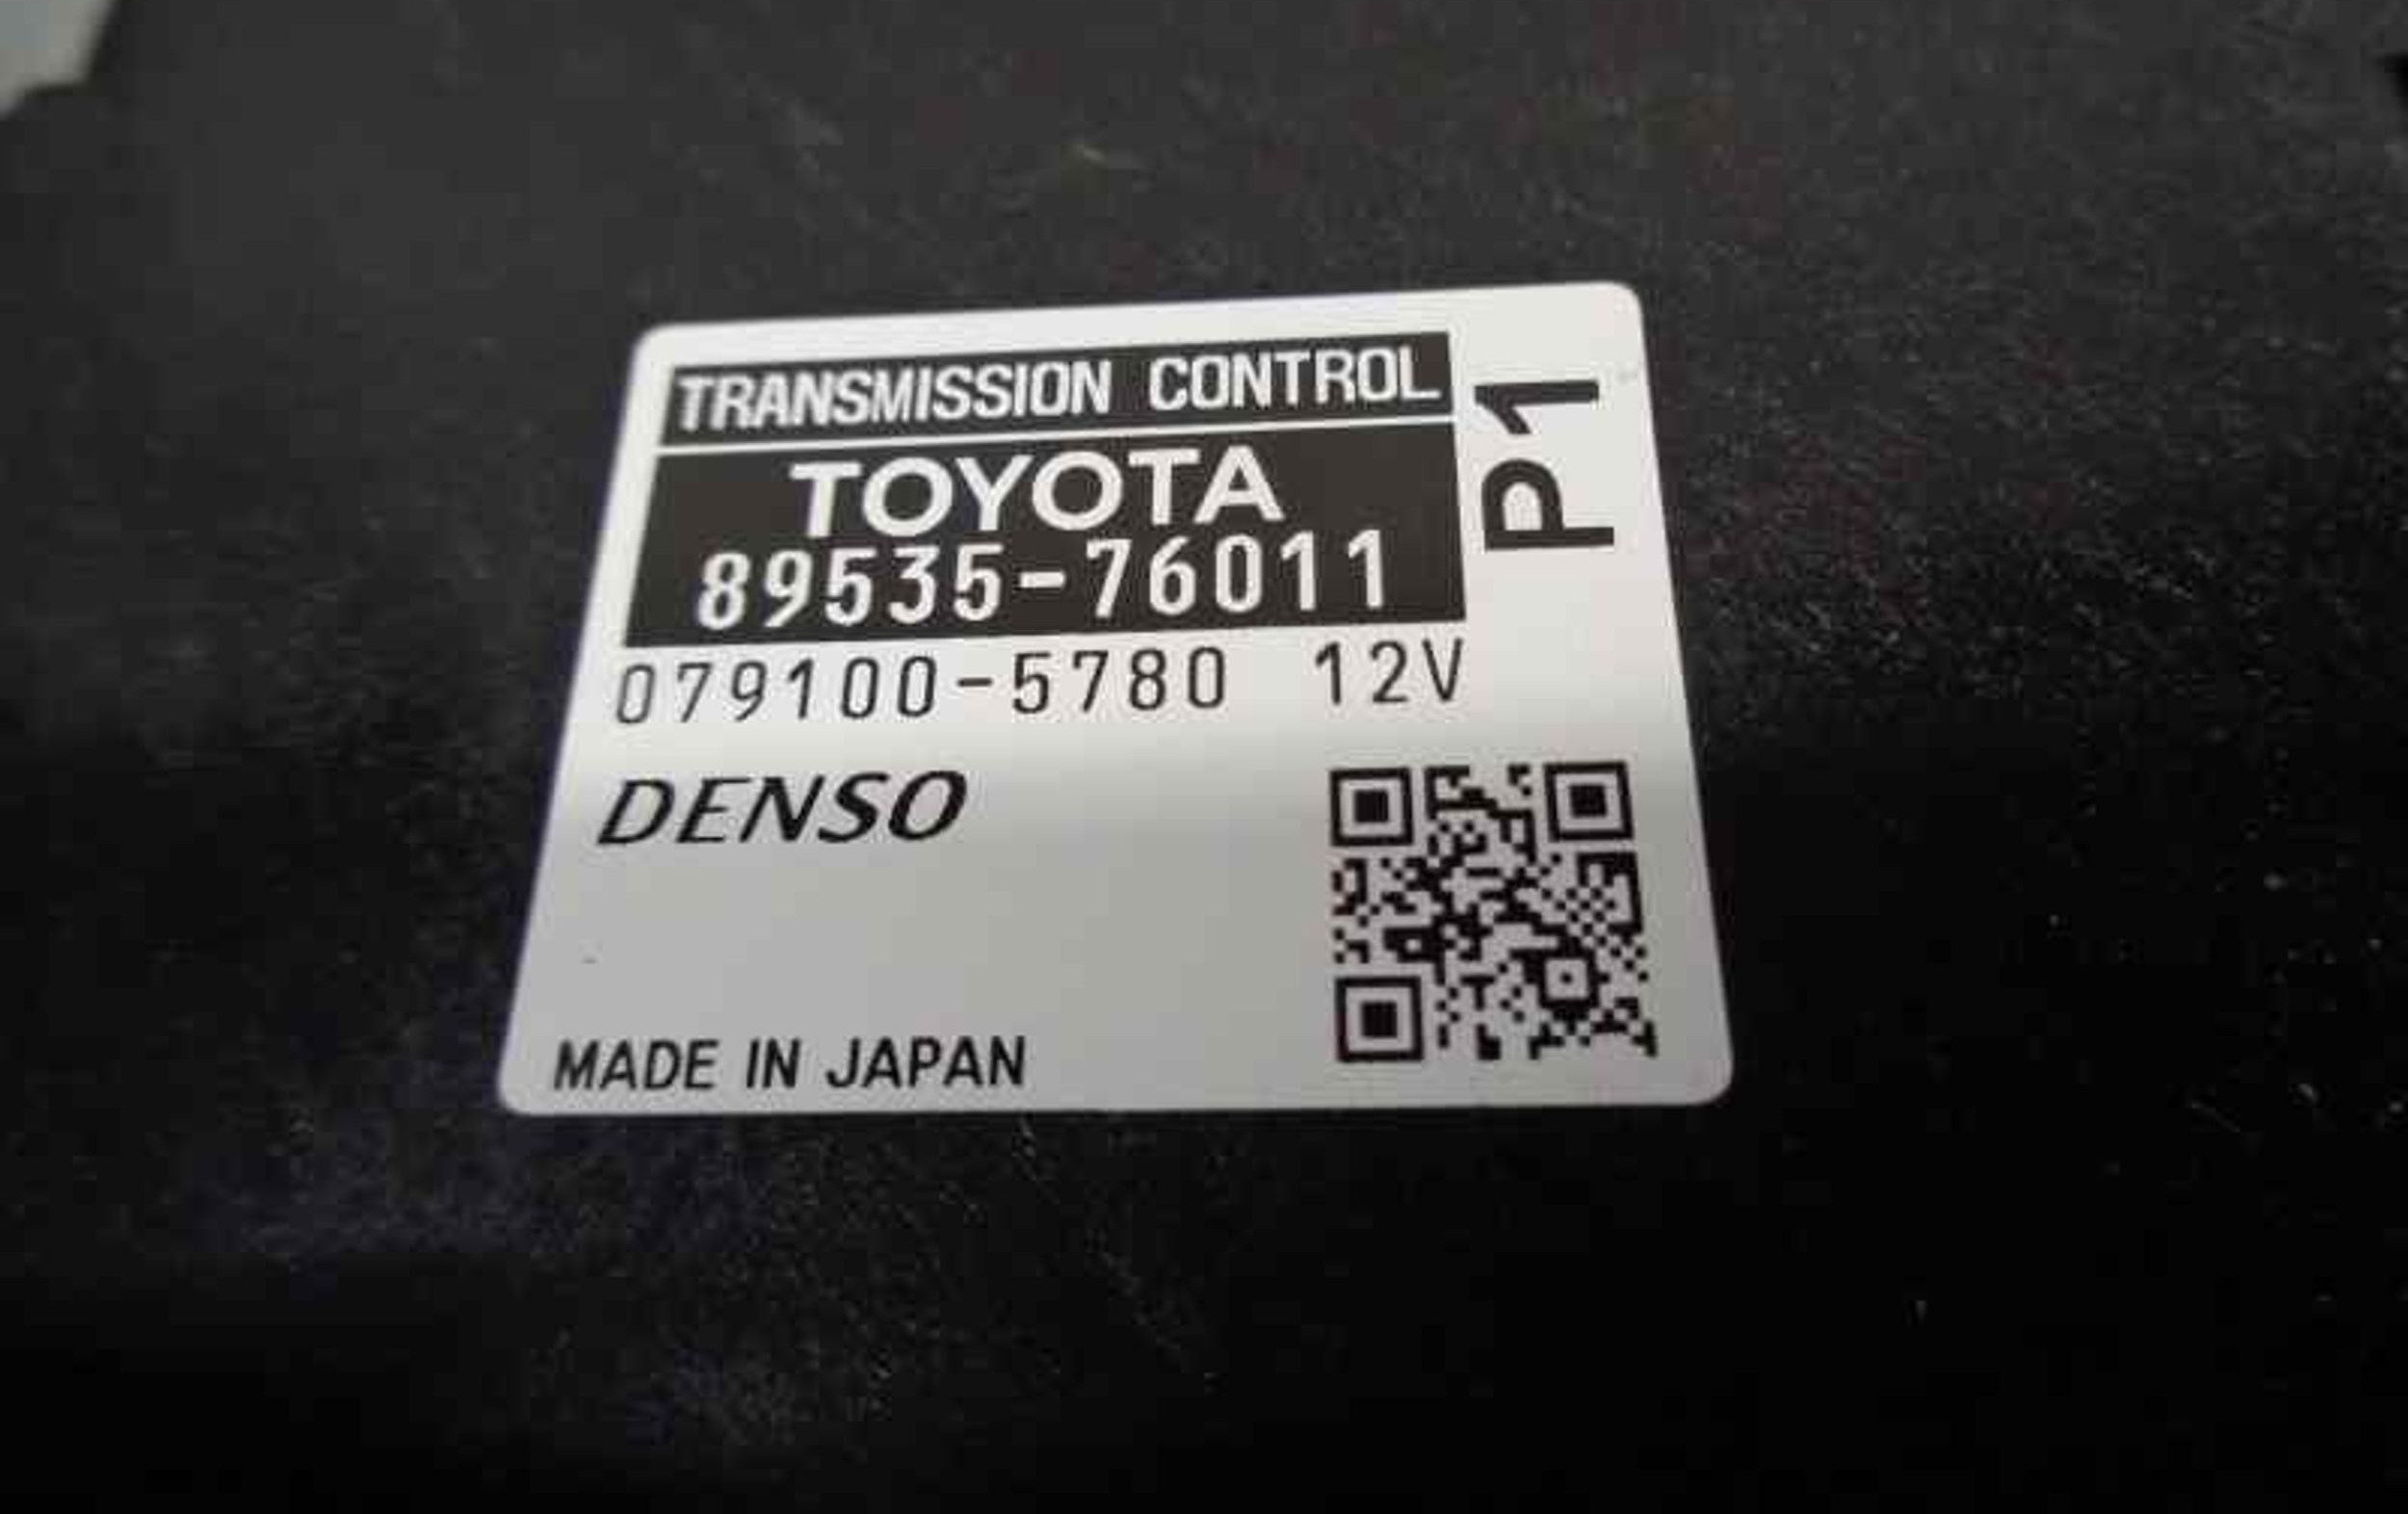 TRANSMISSION CONTROL
TOYOTA
89535-76011
P1
079100-5780 12V
DENSO
MADE IN JAPAN